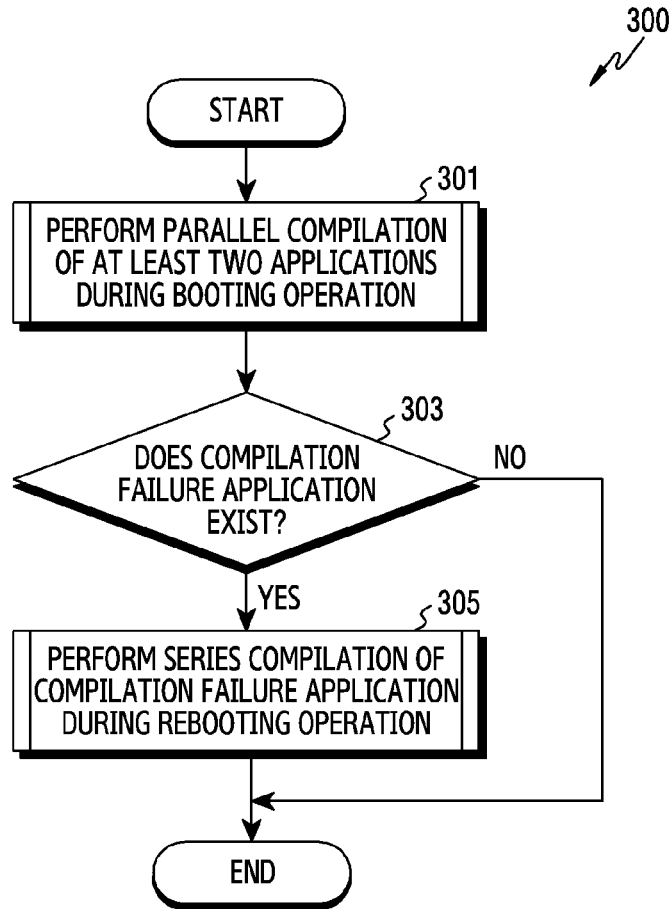 300
START
301
PERFORM PARALLEL COMPILATION
OF AT LEAST TWO APPLICATIONS
DURING BOOTING OPERATION
303
DOES COMPILATION
FAILURE APPLICATION
EXIST?
NO
YES
305
PERFORM SERIES COMPILATION OF
COMPILATION FAILURE APPLICATION
DURING REBOOTING OPERATION
END